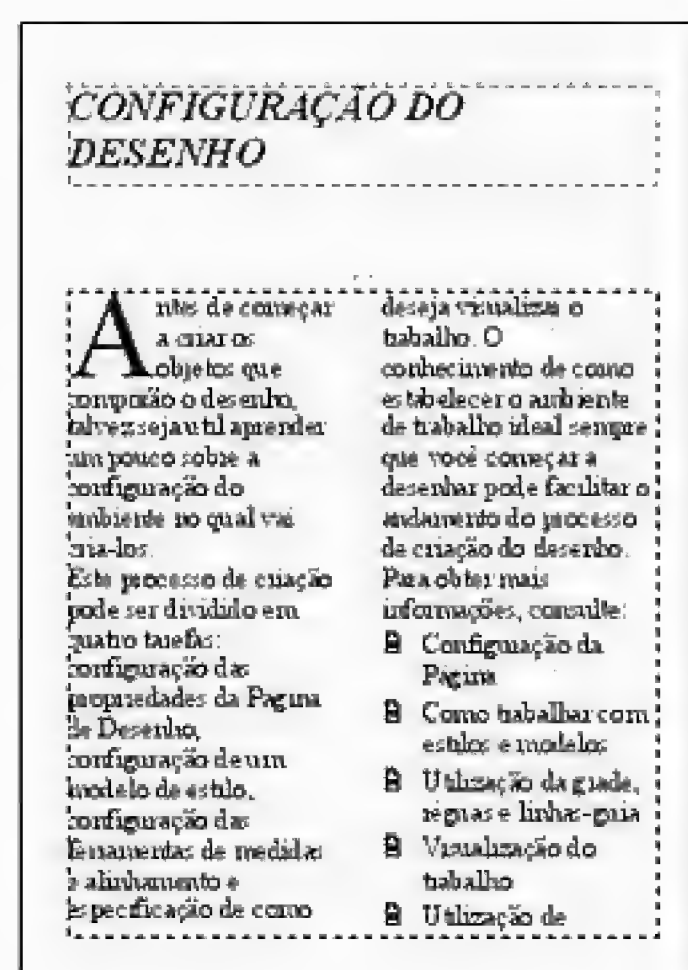 CONFIGURAÇÃO DO
DESENHO
Antes de começar
a criar os
objetos que
comporão o desenho,
talvez seja util aprender
um pouco sobre a
configuração do
ambiente no qual vai
cria-los.
Este processo de criação
pode ser dividido em
quatro tarefas:
configuração das
propriedades da Pagina
de Desenho,
configuração de um
modelo de estilo,
configuração das
ferramentas de medidas
e alinhamento e
especificação de como
deseja visualizar o
trabalho. O
conhecimento de como
estabelecer o ambiente
de trabalho ideal sempre
que você começar a
desenhar pode facilitar o
andamento do processo
de criação do desenho.
Para obter mais
informações, consulte:
Configuração da
Página
Como trabalhar com
estilos e modelos
Utilização da grade,
réguas e linhas-guia
Visualização do
trabalho
Utilização de